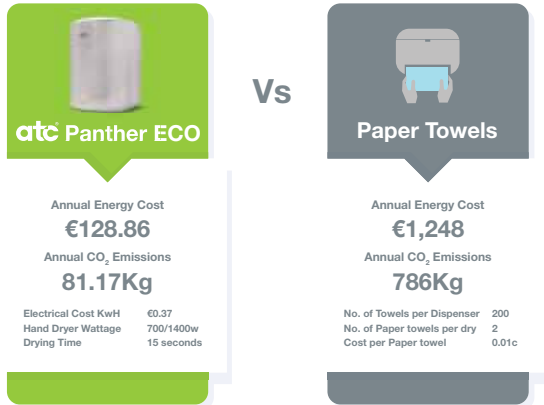 atc Panther ECO
Vs
Paper Towels
Annual Energy Cost
€128.86
Annual CO₂ Emissions
81.17Kg
Electrical Cost KwH €0.37
Hand Dryer Wattage 700/1400w
Drying Time 15 seconds
Annual Energy Cost
€1,248
Annual CO₂ Emissions
786Kg
No. of Towels per Dispenser 200
No. of Paper towels per dry 2
Cost per Paper towel 0.01c